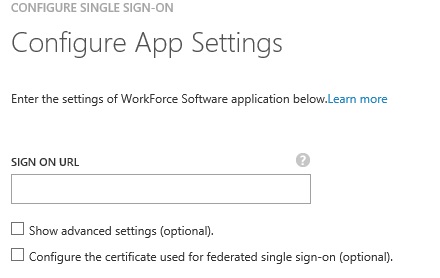 CONFIGURE SINGLE SIGN-ON
Configure App Settings
Enter the settings of WorkForce Software application below.Learn more
SIGN ON URL
?
Show advanced settings (optional).
Configure the certificate used for federated single sign-on (optional).